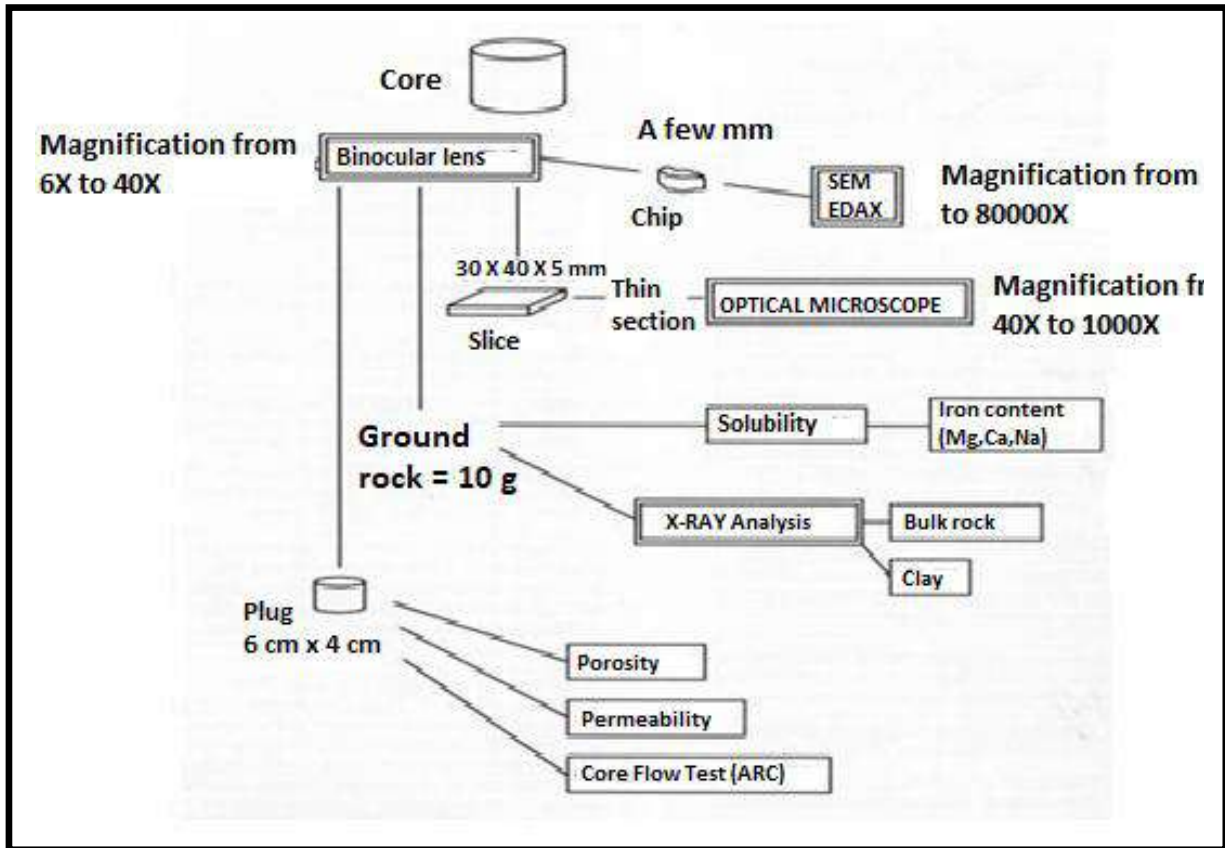 Core
Magnification from
6X to 40X
Binocular lens
A few mm
Chip
SEM
EDAX
Magnification from
to 80000X
30 X 40 X 5 mm
Slice
Thin
section
OPTICAL MICROSCOPE
Magnification fr
40X to 1000X
Ground
rock = 10 g
Solubility
Iron content
(Mg,Ca,Na)
X-RAY Analysis
Bulk rock
Clay
Plug
6 cm x 4 cm
Porosity
Permeability
Core Flow Test (ARC)